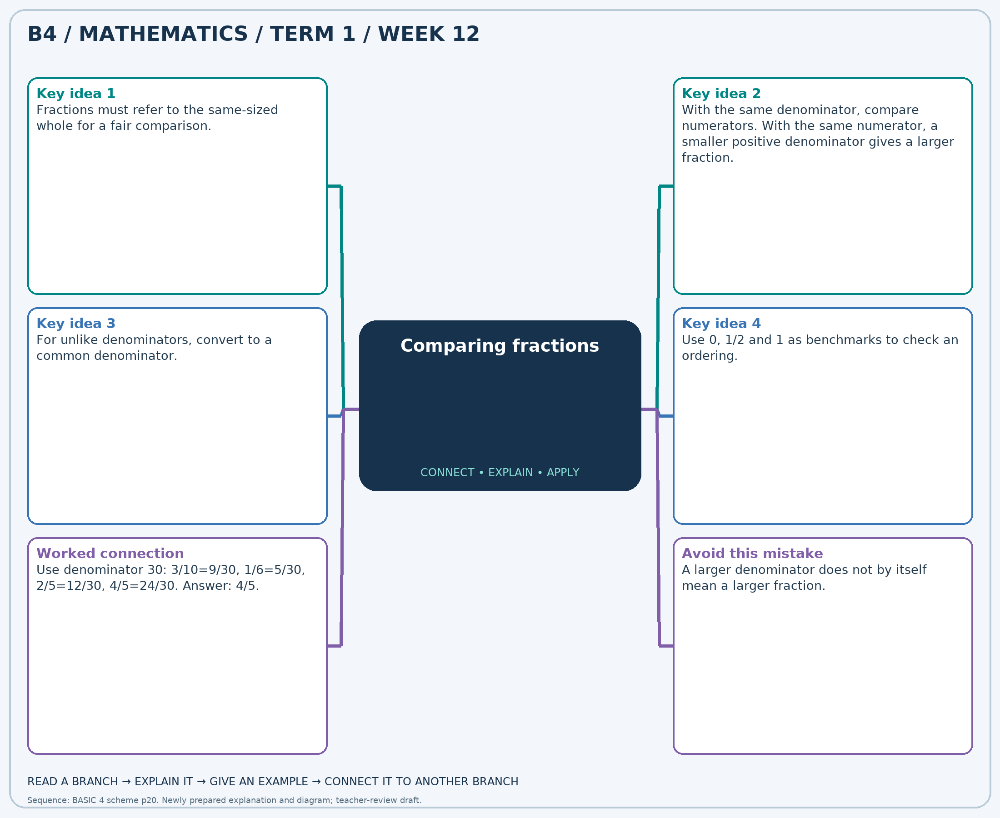 B4 / MATHEMATICS / TERM 1 / WEEK 12
Key idea 1
Fractions must refer to the same-sized
whole for a fair comparison.
Key idea 2
With the same denominator, compare
numerators. With the same numerator, a
smaller positive denominator gives a larger
fraction.
Key idea 3
For unlike denominators, convert to a
common denominator.
Comparing fractions
CONNECT • EXPLAIN • APPLY
Key idea 4
Use 0, 1/2 and 1 as benchmarks to check an
ordering.
Worked connection
Use denominator 30: 3/10=9/30, 1/6=5/30,
2/5=12/30, 4/5=24/30. Answer: 4/5.
Avoid this mistake
A larger denominator does not by itself
mean a larger fraction.
READ A BRANCH → EXPLAIN IT → GIVE AN EXAMPLE → CONNECT IT TO ANOTHER BRANCH
Sequence: BASIC 4 scheme p20. Newly prepared explanation and diagram; teacher-review draft.